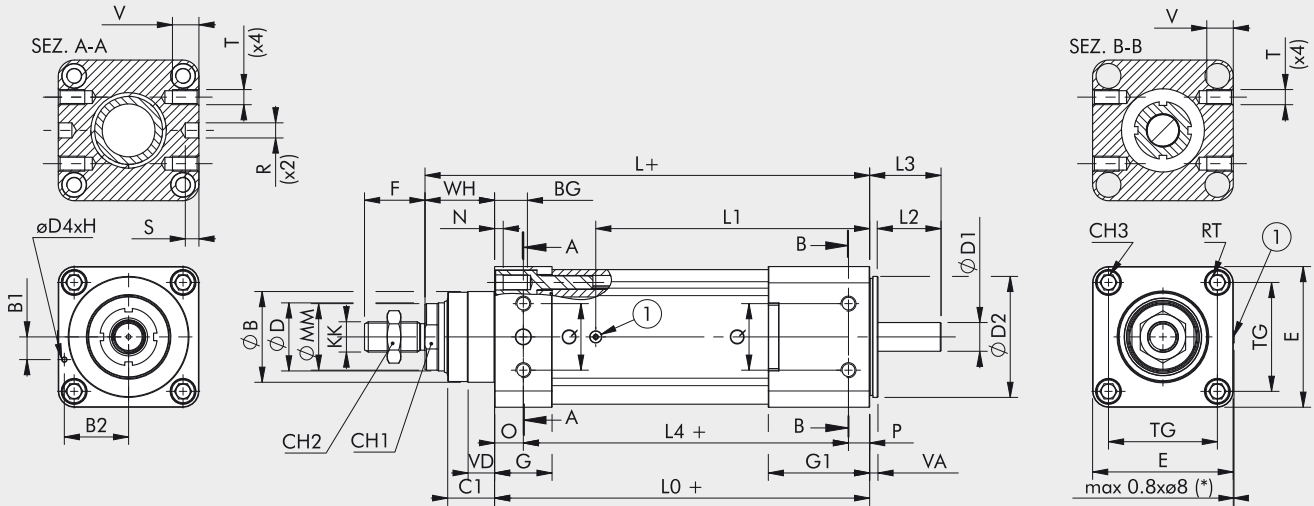 V
SEZ. A-A
T
(x4)
R
(x2)
S
øD4xH
B1
B2
L+
L3
F
WH
BG
L1
L2
N
A
B
øD1
1
øB
øD
øMM
KK
Q
Q
øD2
CH2
CH1
A
O
L4 +
B
P
VD
G
G1
VA
C1
L0 +
V
SEZ. B-B
T
(x4)
CH3
RT
1
TG
E
TG
E
max 0.8xø8 (*)